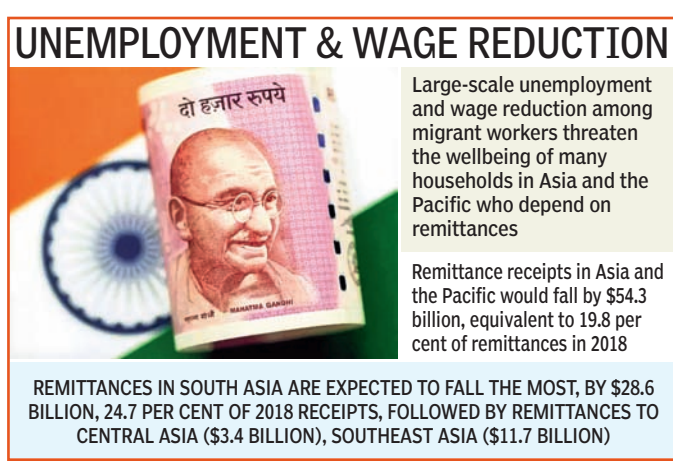 UNEMPLOYMENT & WAGE REDUCTION
दो हज़ार रुपये
MAHATMA GANDHI
Large-scale unemployment
and wage reduction among
migrant workers threaten
the wellbeing of many
households in Asia and the
Pacific who depend on
remittances
Remittance receipts in Asia and
the Pacific would fall by $54.3
billion, equivalent to 19.8 per
cent of remittances in 2018
REMITTANCES IN SOUTH ASIA ARE EXPECTED TO FALL THE MOST, BY $28.6
BILLION, 24.7 PER CENT OF 2018 RECEIPTS, FOLLOWED BY REMITTANCES TO
CENTRAL ASIA ($3.4 BILLION), SOUTHEAST ASIA ($11.7 BILLION)